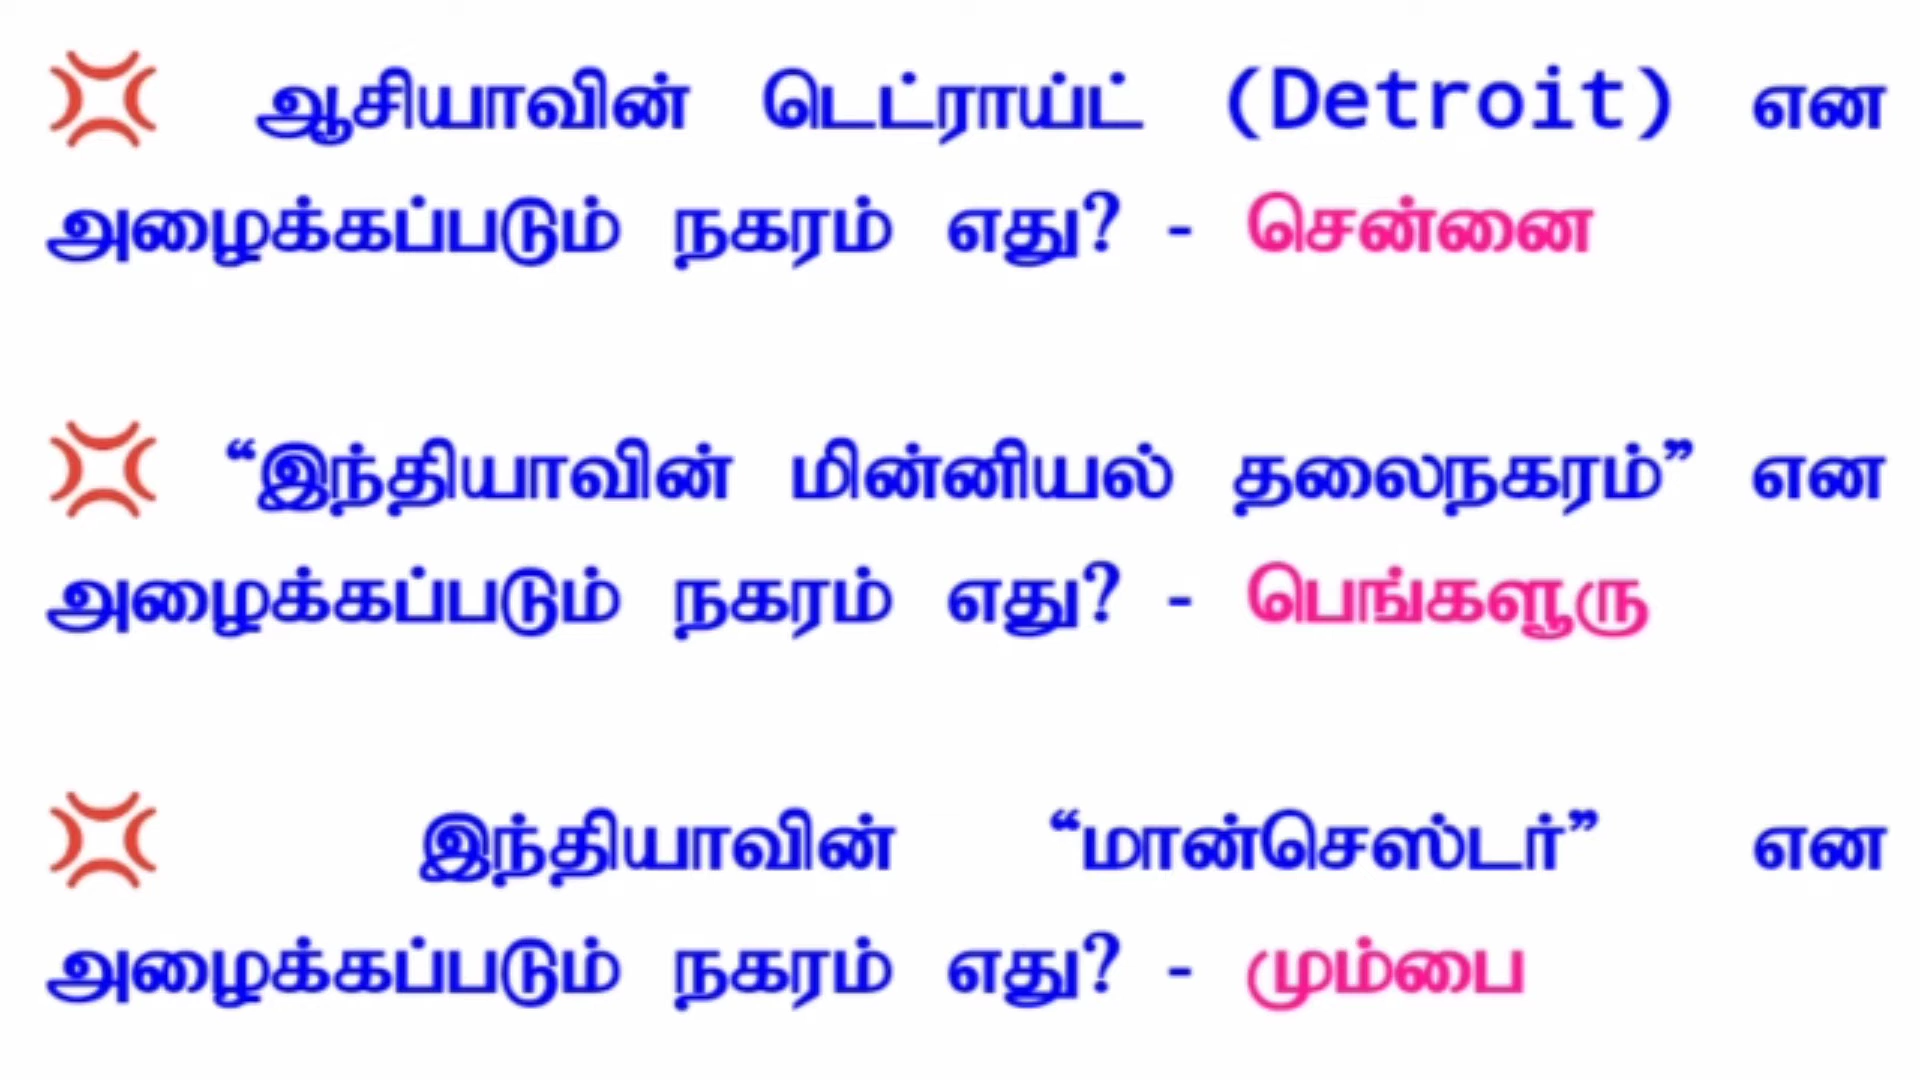 ஆசியாவின் டெட்ராய்ட் (Detroit) என
அழைக்கப்படும் நகரம் எது? - சென்னை
“இந்தியாவின் மின்னியல் தலைநகரம்” என
அழைக்கப்படும் நகரம் எது? - பெங்களூரு
இந்தியாவின் “மான்செஸ்டர்” என
அழைக்கப்படும் நகரம் எது? - மும்பை